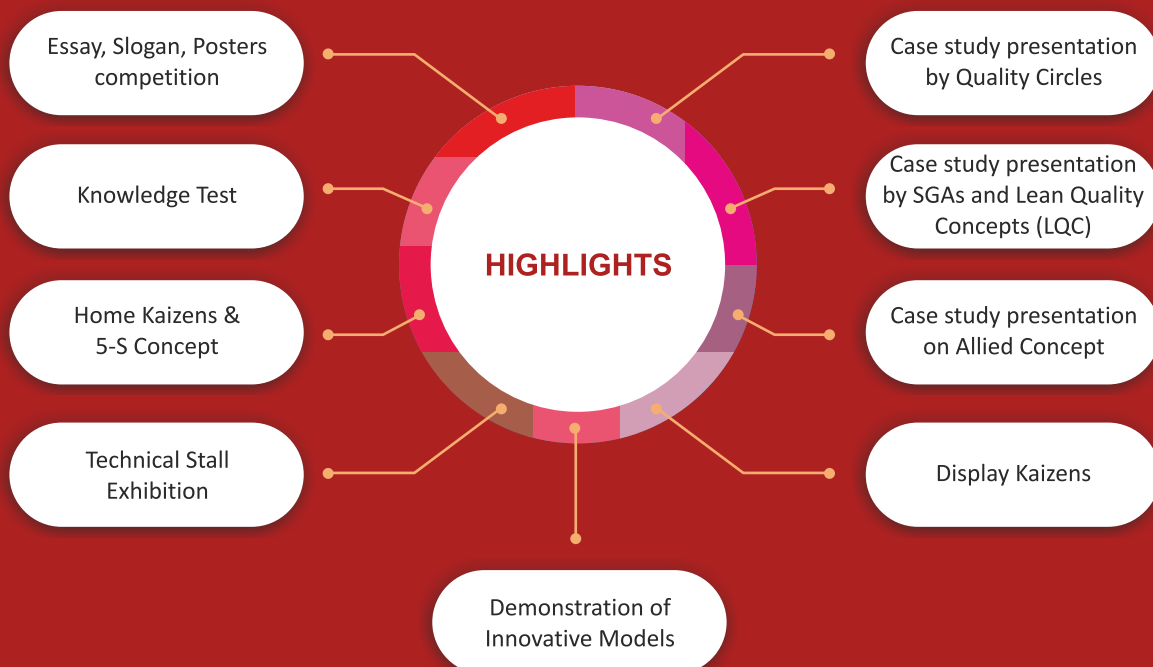 Essay, Slogan, Posters
competition
Case study presentation
by Quality Circles
Knowledge Test
Case study presentation
by SGAs and Lean Quality
Concepts (LQC)
HIGHLIGHTS
Home Kaizens &
5-S Concept
Case study presentation
on Allied Concept
Technical Stall
Exhibition
Display Kaizens
Demonstration of
Innovative Models